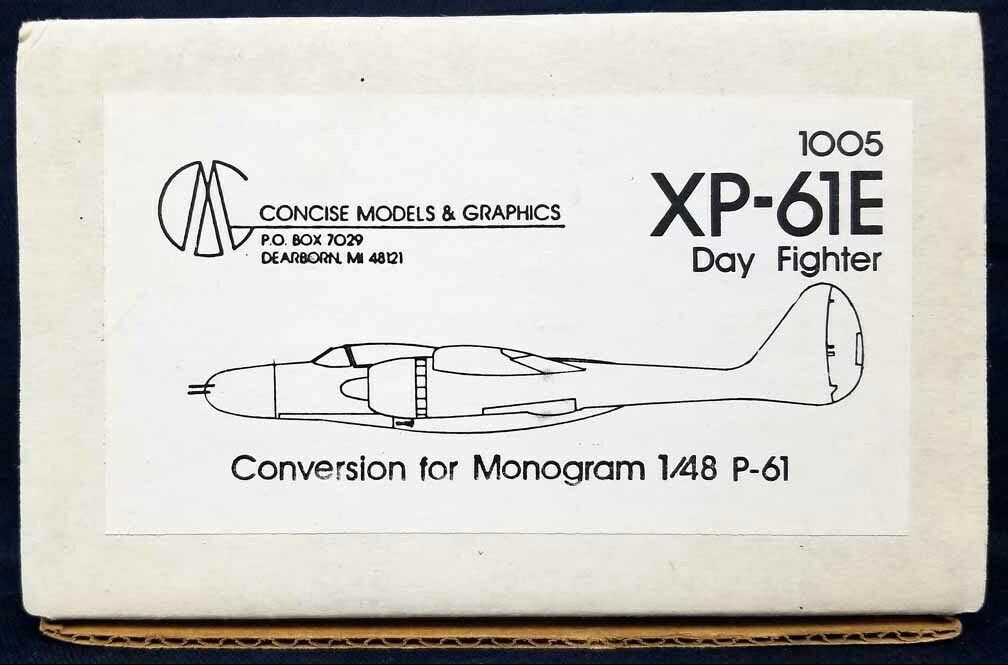 1005
XP-61E
Day Fighter
CONCISE MODELS & GRAPHICS
P.O. BOX 7029
DEARBORN, MI 48121
Conversion for Monogram 1/48 P-61